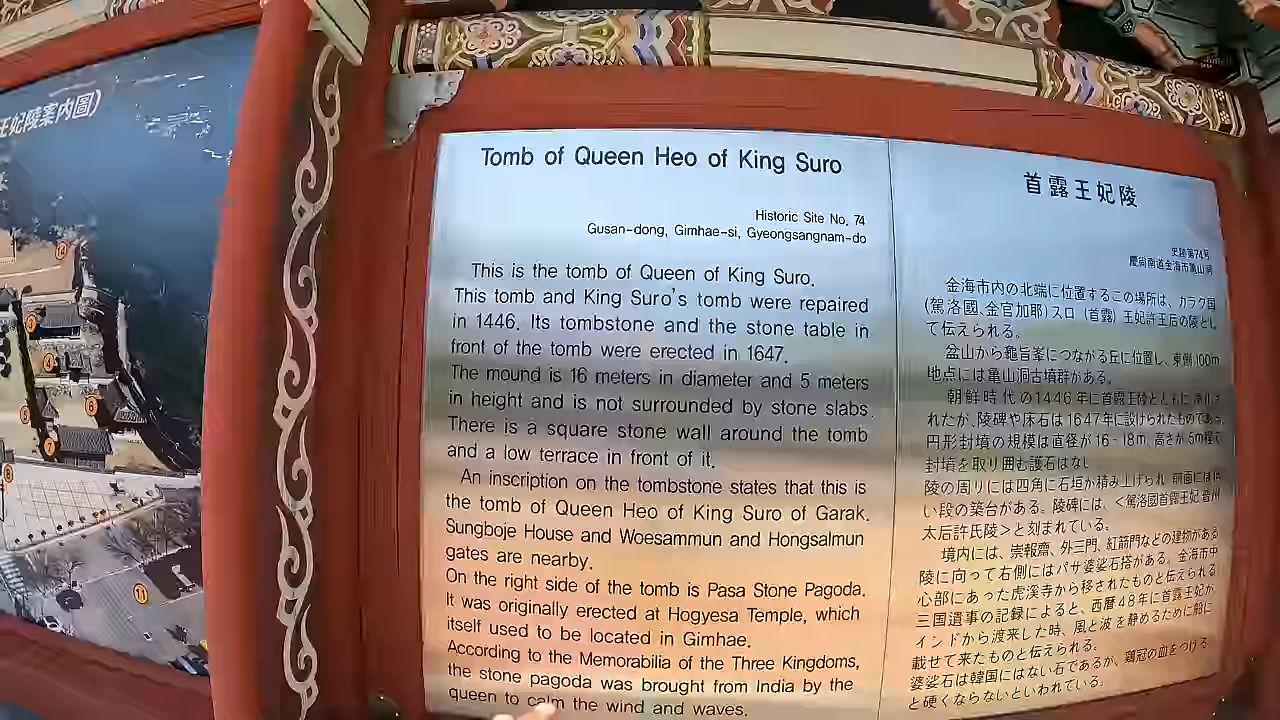 王妃陵案內圖)
Tomb of Queen Heo of King Suro
Historic Site No. 74
Gusan-dong, Gimhae-si, Gyeongsangnam-do
This is the tomb of Queen of King Suro.
This tomb and King Suro's tomb were repaired
in 1446. Its tombstone and the stone table in
front of the tomb were erected in 1647.
The mound is 16 meters in diameter and 5 meters
in height and is not surrounded by stone slabs.
There is a square stone wall around the tomb
and a low terrace in front of it.
An inscription on the tombstone states that this is
the tomb of Queen Heo of King Suro of Garak.
Sungboje House and Woesammun and Hongsalmun
gates are nearby.
On the right side of the tomb is Pasa Stone Pagoda.
It was originally erected at Hogyesa Temple, which
itself used to be located in Gimhae.
According to the Memorabilia of the Three Kingdoms,
the stone pagoda was brought from India by the
queen to calm the wind and waves.
首露王妃陵
史跡第74号
慶尚南道金海市亀山洞
金海市内の北端に位置するこの場所は、カラク国
(駕洛國、金官加耶)スロ(首露)王妃許王后の陵とし
て伝えられる。
盆山から龜旨峯につながる丘に位置し、東側100m
地点には亀山洞古墳群がある。
朝鮮時代の1446年に首露王陵とともに
れたが、陵碑や床石は1647年に設けられたものである。
円形封墳の規模は直径が16-18m、高さが5m程で
封墳を取り囲む護石はなし
陵の周りには四角に石垣が積み上げられ 前面には
い段の築台がある。陵碑には、<駕洛國首露王妃 普州
太后許氏陵>と刻まれている。
境内には、崇報齋、外三門、紅箭門などの建物がある
陵に向って右側にはパサ婆娑石搭がある。金海市中
心部にあった虎溪寺から移されたものと伝えられる
三国遺事の記録によると、西暦48年に首露王妃が
インドから渡来した時、風と波を静めるために船に
載せて来たものと伝えられる。
婆娑石は韓国にはない石であるが、鶏冠の血をつける
と硬くならないといわれている。